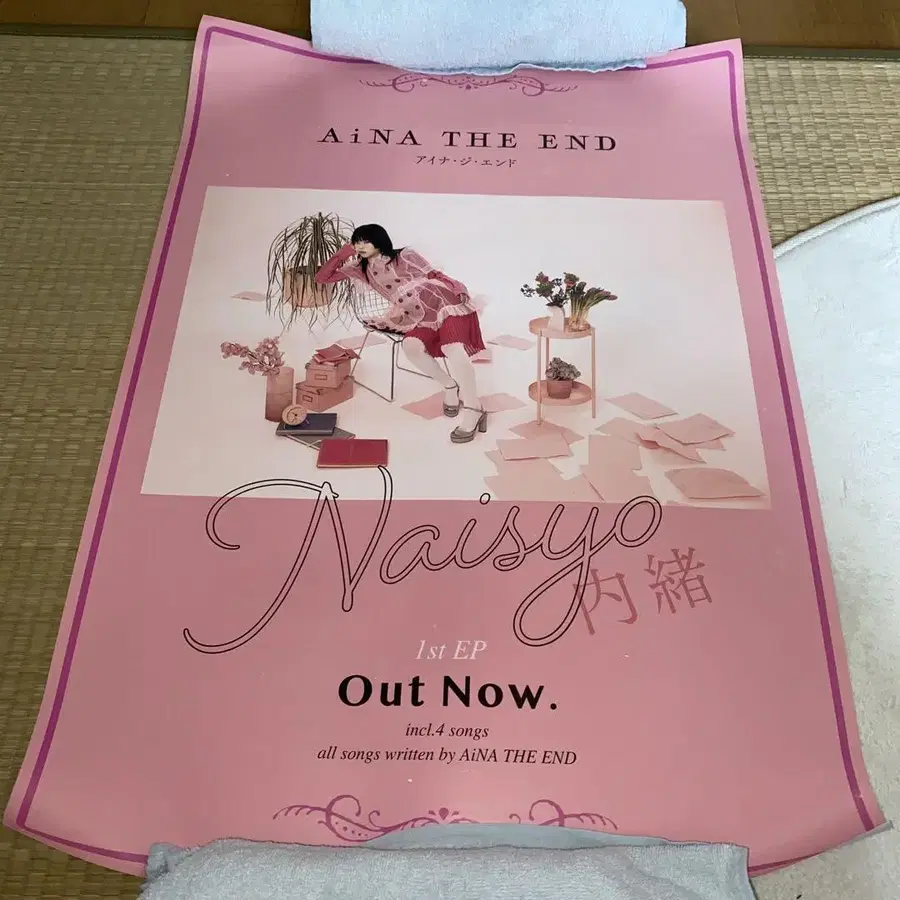 AiNA THE END
アイナ・ジ・エンド
Naisyo
内緒
1st EP
Out Now.
incl.4 songs
all songs written by AiNA THE END